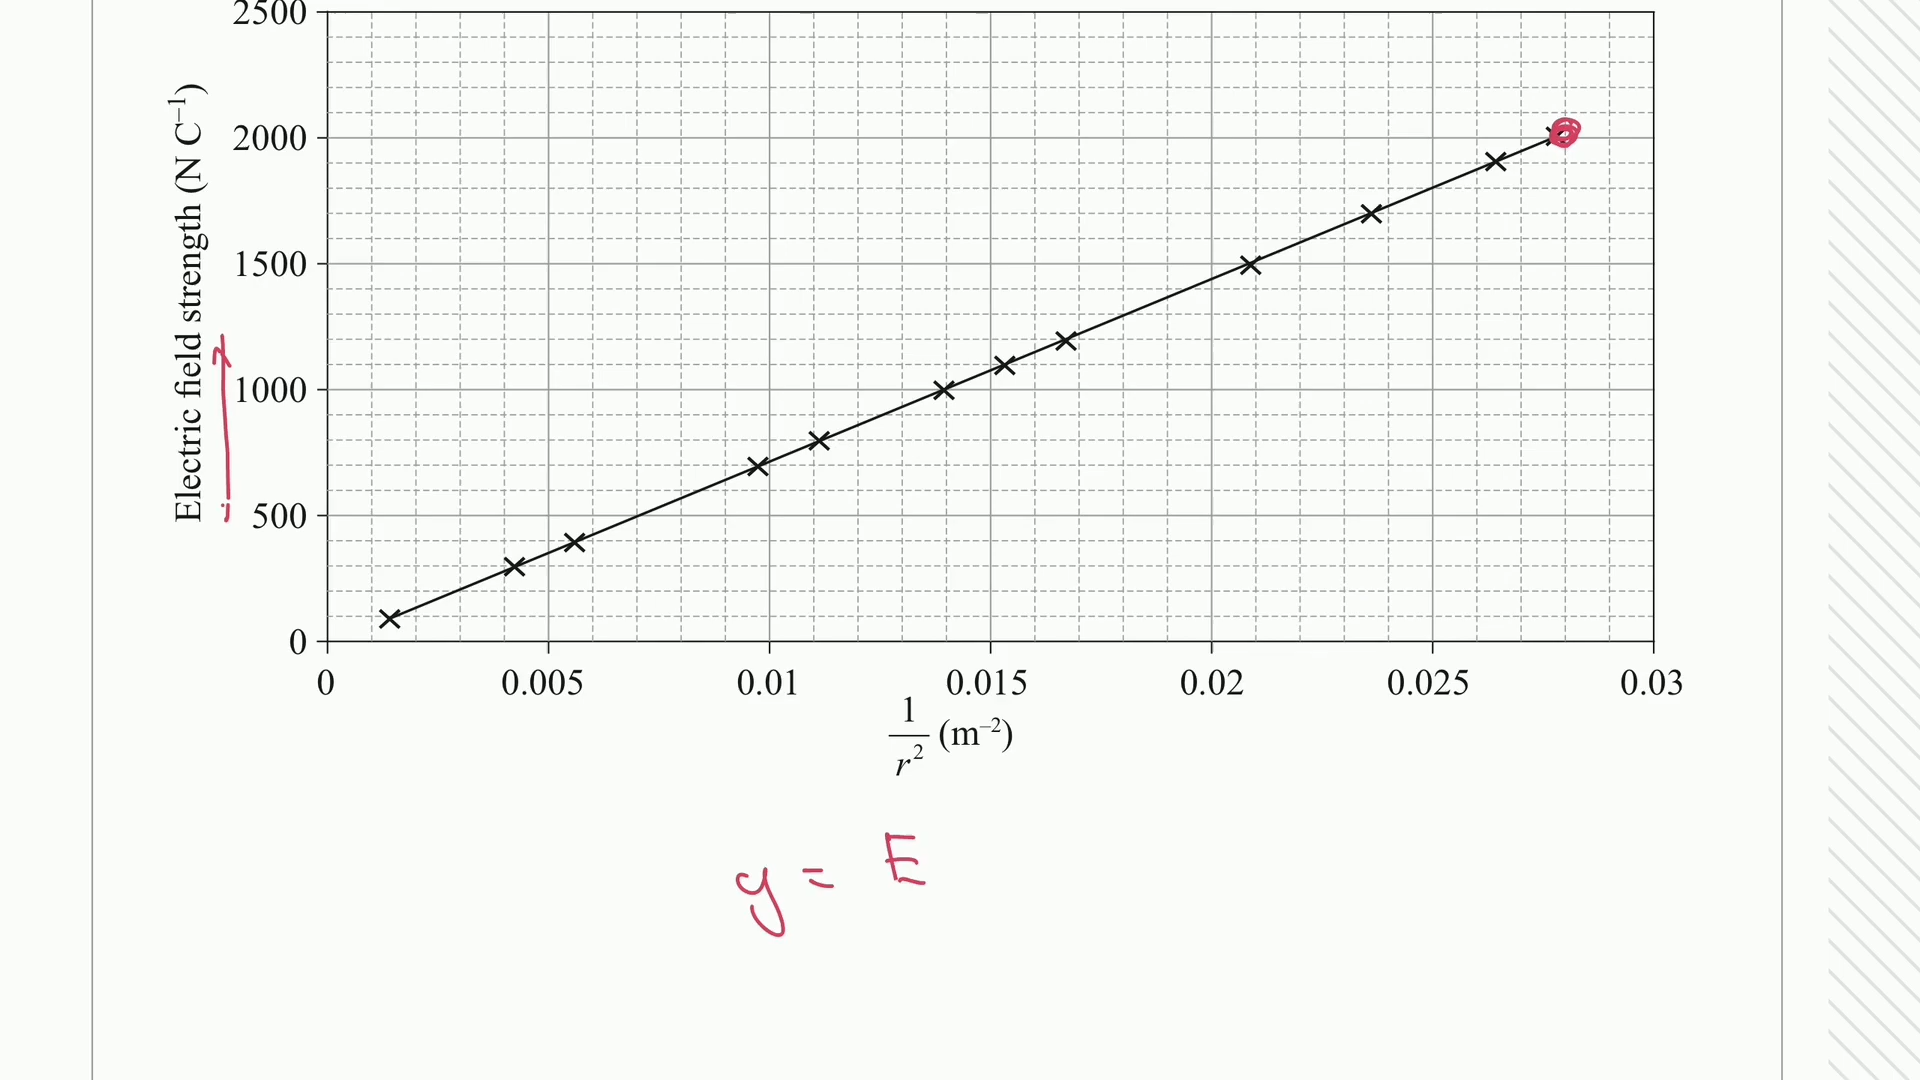 2500
2000
1500
1000
500
0
Electric field strength (N C⁻¹)
0 0.005 0.01 0.015 0.02 0.025 0.03
1/r² (m⁻²)
y = E